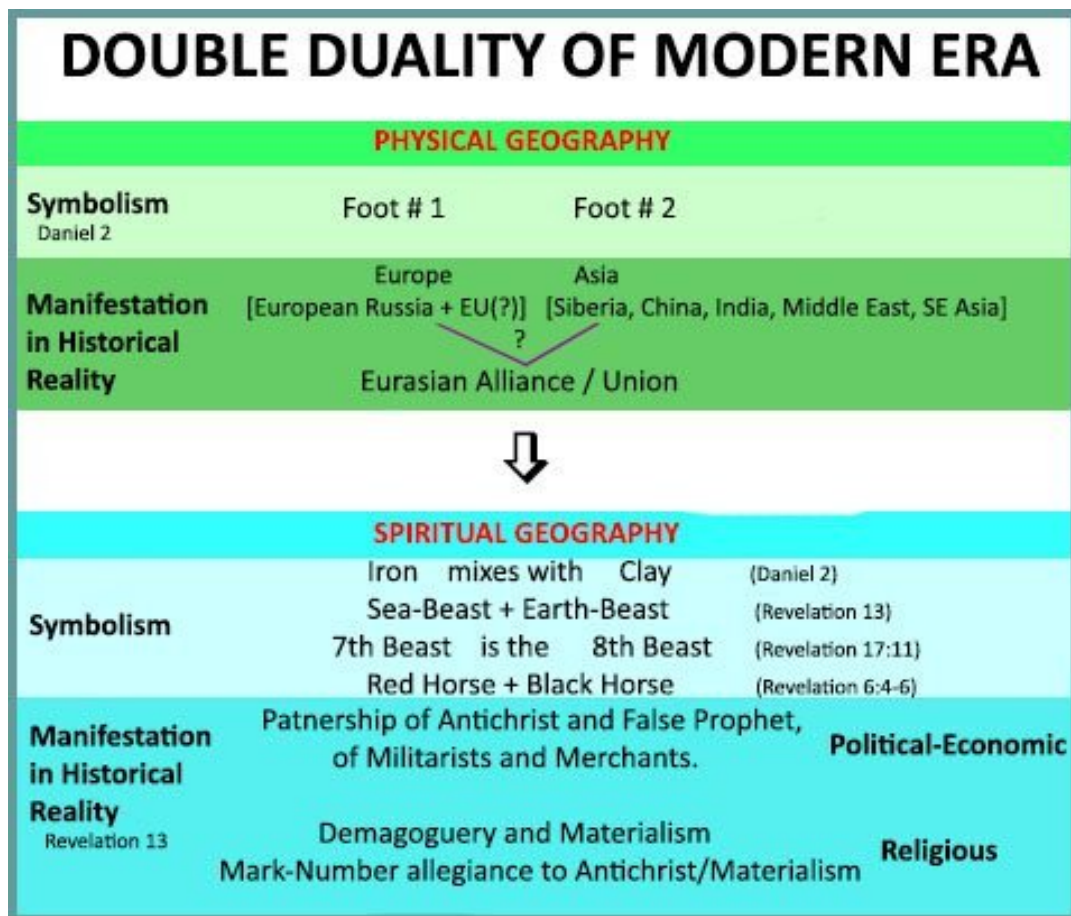 DOUBLE DUALITY OF MODERN ERA
PHYSICAL GEOGRAPHY
Symbolism
Daniel 2
Foot # 1 Foot # 2
Manifestation
in Historical
Reality
Europe Asia
[European Russia + EU(?)] [Siberia, China, India, Middle East, SE Asia]
?
Eurasian Alliance / Union
SPIRITUAL GEOGRAPHY
Symbolism
Iron mixes with Clay (Daniel 2)
Sea-Beast + Earth-Beast (Revelation 13)
7th Beast is the 8th Beast (Revelation 17:11)
Red Horse + Black Horse (Revelation 6:4-6)
Manifestation
in Historical
Reality
Revelation 13
Patnership of Antichrist and False Prophet,
of Militarists and Merchants.
Political-Economic
Demagoguery and Materialism
Mark-Number allegiance to Antichrist/Materialism
Religious